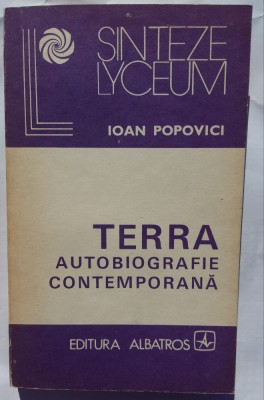 SINTEZE
LYCEUM
IOAN POPOVICI
TERRA
AUTOBIOGRAFIE
CONTEMPORANĂ
EDITURA ALBATROS